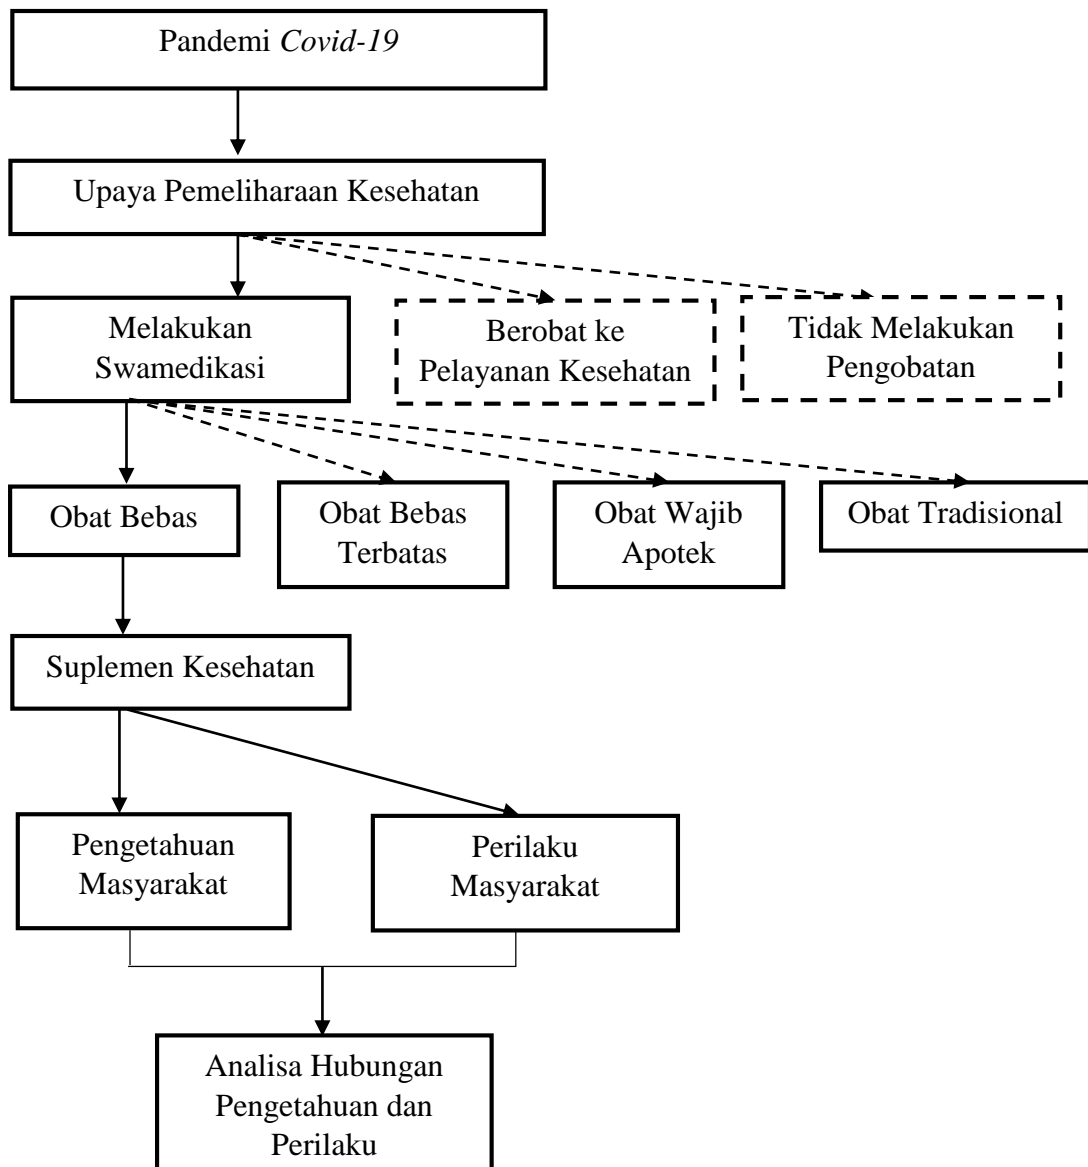 Pandemi Covid-19
Upaya Pemeliharaan Kesehatan
Melakukan
Swamedikasi
Berobat ke
Pelayanan Kesehatan
Tidak Melakukan
Pengobatan
Obat Bebas
Obat Bebas
Terbatas
Obat Wajib
Apotek
Obat Tradisional
Suplemen Kesehatan
Pengetahuan
Masyarakat
Perilaku
Masyarakat
Analisa Hubungan
Pengetahuan dan
Perilaku